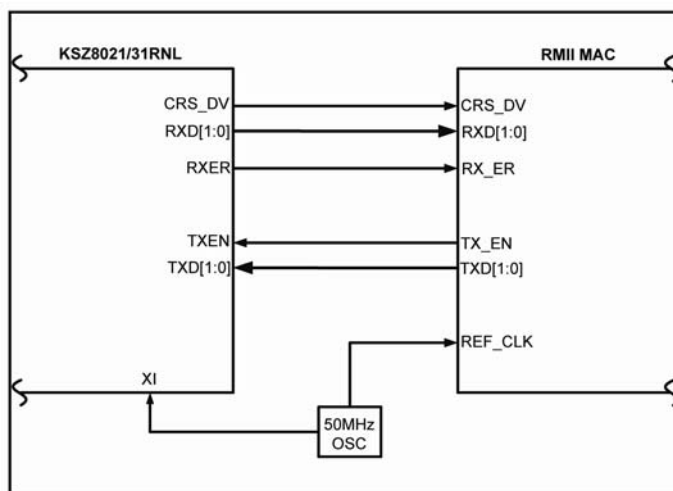 KSZ8021/31RNL
RMII MAC
CRS_DV
CRS_DV
RXD[1:0]
RXD[1:0]
RXER
RX_ER
TXEN
TX_EN
TXD[1:0]
TXD[1:0]
REF_CLK
XI
50MHz
OSC